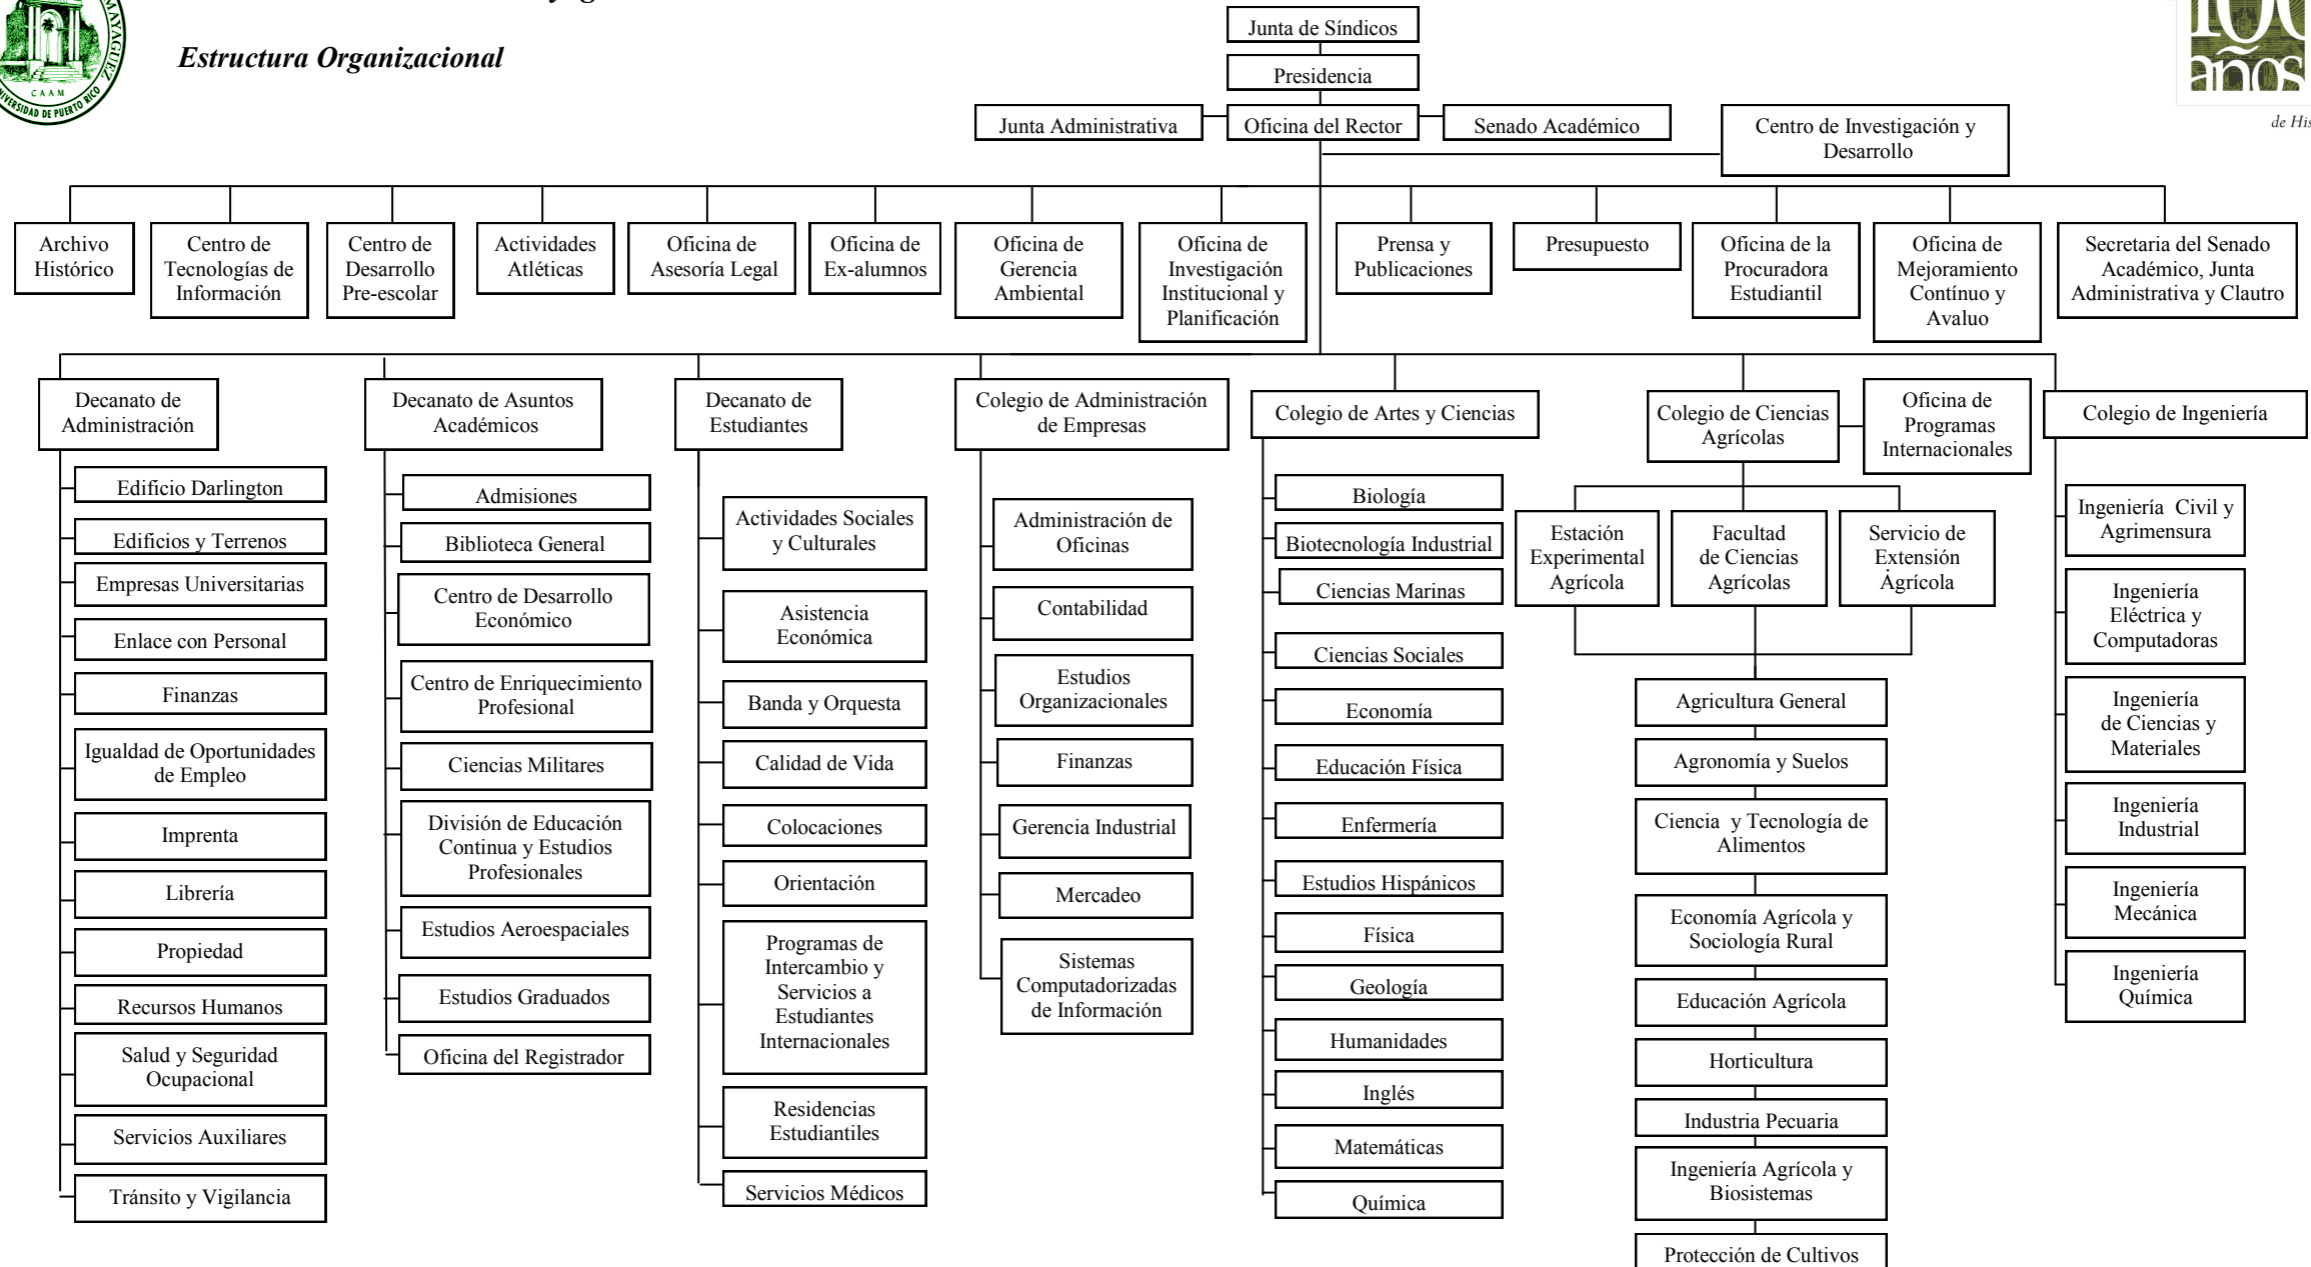 Estructura Organizacional
MAYAGUEZ
CAAM
UNIVERSIDAD DE PUERTO RICO
100
años
de His
Junta de Síndicos
Presidencia
Junta Administrativa
Oficina del Rector
Senado Académico
Centro de Investigación y
Desarrollo
Archivo
Histórico
Centro de
Tecnologías de
Información
Centro de
Desarrollo
Pre-escolar
Actividades
Atléticas
Oficina de
Asesoría Legal
Oficina de
Ex-alumnos
Oficina de
Gerencia
Ambiental
Oficina de
Investigación
Institucional y
Planificación
Prensa y
Publicaciones
Presupuesto
Oficina de la
Procuradora
Estudiantil
Oficina de
Mejoramiento
Contínuo y
Avaluo
Secretaria del Senado
Académico, Junta
Administrativa y Clautro
Decanato de
Administración
Edificio Darlington
Edificios y Terrenos
Empresas Universitarias
Enlace con Personal
Finanzas
Igualdad de Oportunidades
de Empleo
Imprenta
Librería
Propiedad
Recursos Humanos
Salud y Seguridad
Ocupacional
Servicios Auxiliares
Tránsito y Vigilancia
Decanato de Asuntos
Académicos
Admisiones
Biblioteca General
Centro de Desarrollo
Económico
Centro de Enriquecimiento
Profesional
Ciencias Militares
División de Educación
Continua y Estudios
Profesionales
Estudios Aeroespaciales
Estudios Graduados
Oficina del Registrador
Decanato de
Estudiantes
Actividades Sociales
y Culturales
Asistencia
Económica
Banda y Orquesta
Calidad de Vida
Colocaciones
Orientación
Programas de
Intercambio y
Servicios a
Estudiantes
Internacionales
Residencias
Estudiantiles
Servicios Médicos
Colegio de Administración
de Empresas
Administración de
Oficinas
Contabilidad
Estudios
Organizacionales
Finanzas
Gerencia Industrial
Mercadeo
Sistemas
Computadorizadas
de Información
Colegio de Artes y Ciencias
Biología
Biotecnología Industrial
Ciencias Marinas
Ciencias Sociales
Economía
Educación Física
Enfermería
Estudios Hispánicos
Física
Geología
Humanidades
Inglés
Matemáticas
Química
Colegio de Ciencias
Agrícolas
Oficina de
Programas
Internacionales
Estación
Experimental
Agrícola
Facultad
de Ciencias
Agrícolas
Servicio de
Extensión
Agrícola
Agricultura General
Agronomía y Suelos
Ciencia y Tecnología de
Alimentos
Economía Agrícola y
Sociología Rural
Educación Agrícola
Horticultura
Industria Pecuaria
Ingeniería Agrícola y
Biosistemas
Protección de Cultivos
Colegio de Ingeniería
Ingeniería Civil y
Agrimensura
Ingeniería
Eléctrica y
Computadoras
Ingeniería
de Ciencias y
Materiales
Ingeniería
Industrial
Ingeniería
Mecánica
Ingeniería
Química